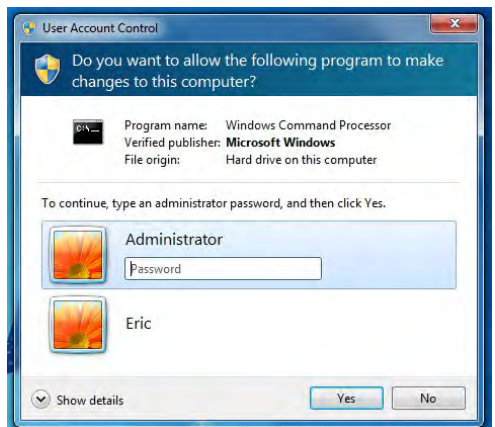 User Account Control
Do you want to allow the following program to make
changes to this computer?
C:\_
Program name: Windows Command Processor
Verified publisher: Microsoft Windows
File origin: Hard drive on this computer
To continue, type an administrator password, and then click Yes.
Administrator
Password
Eric
Show details
Yes
No